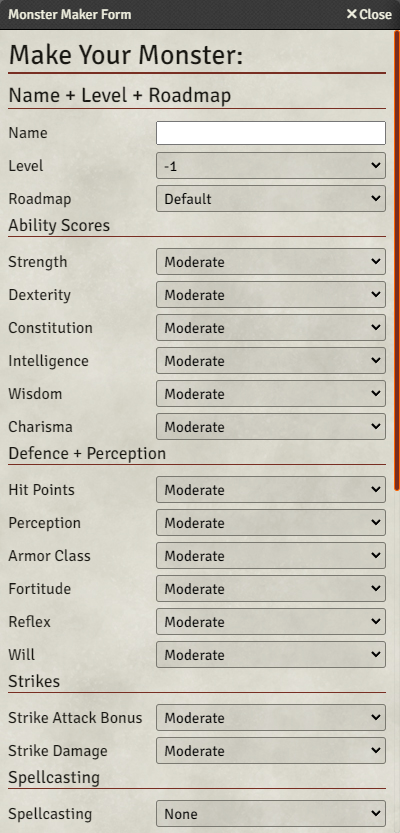 Monster Maker Form ✕Close
Make Your Monster:
Name + Level + Roadmap
Name
Level -1
Roadmap Default
Ability Scores
Strength Moderate
Dexterity Moderate
Constitution Moderate
Intelligence Moderate
Wisdom Moderate
Charisma Moderate
Defence + Perception
Hit Points Moderate
Perception Moderate
Armor Class Moderate
Fortitude Moderate
Reflex Moderate
Will Moderate
Strikes
Strike Attack Bonus Moderate
Strike Damage Moderate
Spellcasting
Spellcasting None